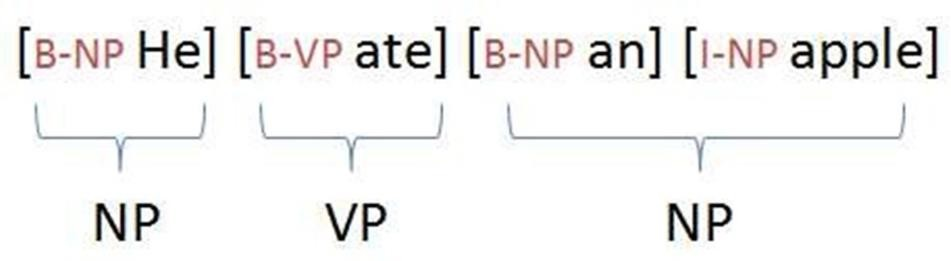 [B-NP He] [B-VP ate] [B-NP an] [I-NP apple]
NP VP NP